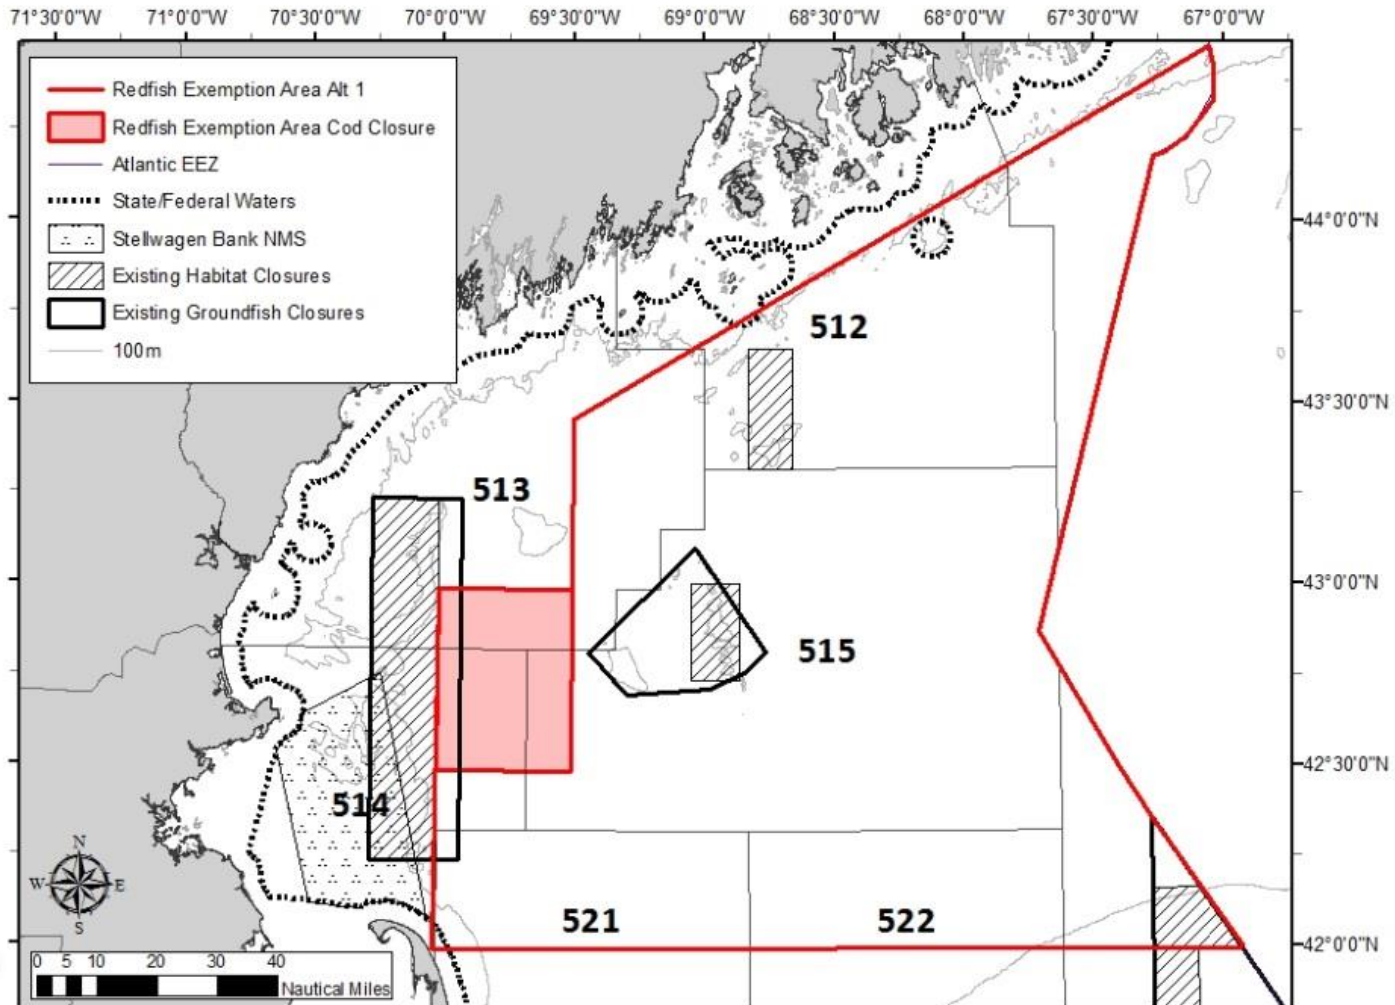 71°30'0"W 71°0'0"W 70°30'0"W 70°0'0"W 69°30'0"W 69°0'0"W 68°30'0"W 68°0'0"W 67°30'0"W 67°0'0"W
Redfish Exemption Area Alt 1
Redfish Exemption Area Cod Closure
Atlantic EEZ
State/Federal Waters
Stellwagen Bank NMS
Existing Habitat Closures
Existing Groundfish Closures
100m
44°0'0"N
512
43°30'0"N
513
43°0'0"N
515
42°30'0"N
514
N
W E
S
521 522
42°0'0"N
0 5 10 20 30 40
Nautical Miles